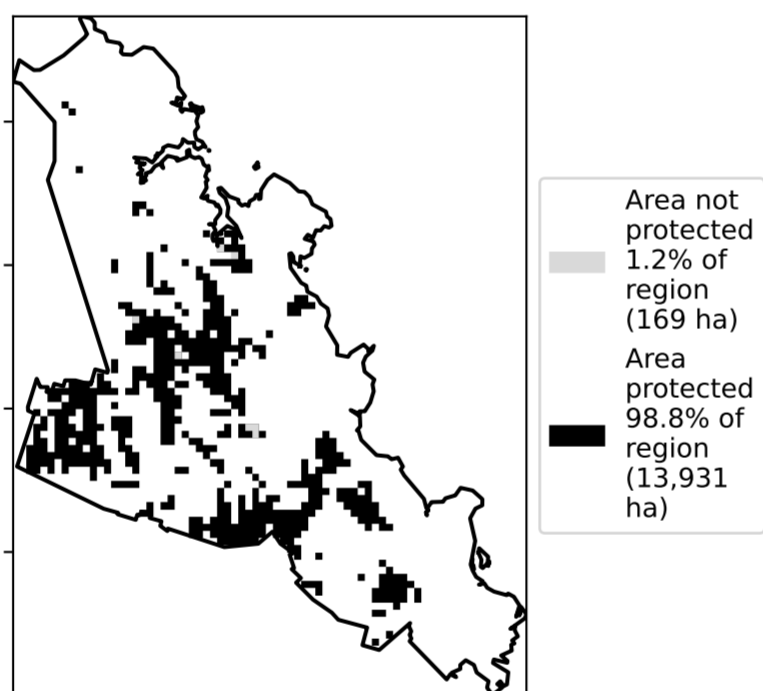 Area not
protected
1.2% of
region
(169 ha)
Area
protected
98.8% of
region
(13,931
ha)